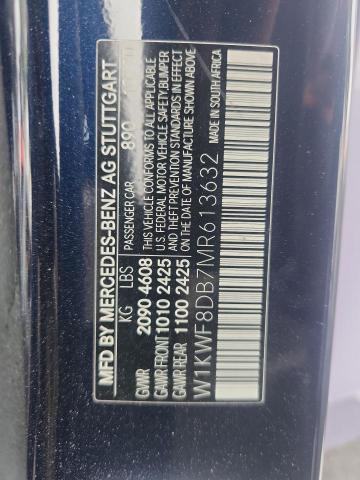 MFD BY MERCEDES-BENZ AG STUTTGART
KG LBS PASSENGER CAR 890
GVWR 2090 4608 THIS VEHICLE CONFORMS TO ALL APPLICABLE
GAWR FRONT 1010 2425 U.S. FEDERAL MOTOR VEHICLE SAFETY, BUMPER
GAWR REAR 1100 2425 AND THEFT PREVENTION STANDARDS IN EFFECT
ON THE DATE OF MANUFACTURE SHOWN ABOVE
W1KWF8DB7MR613632 MADE IN SOUTH AFRICA